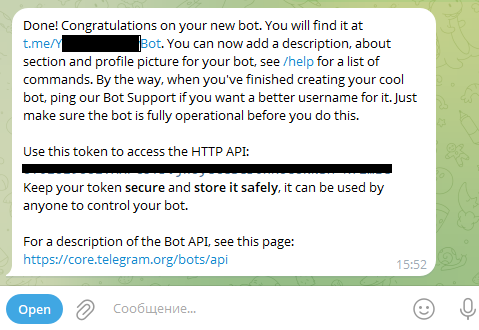 Done! Congratulations on your new bot. You will find it at
t.me/Y Bot. You can now add a description, about
section and profile picture for your bot, see /help for a list of
commands. By the way, when you've finished creating your cool
bot, ping our Bot Support if you want a better username for it. Just
make sure the bot is fully operational before you do this.
Use this token to access the HTTP API:
Keep your token secure and store it safely, it can be used by
anyone to control your bot.
For a description of the Bot API, see this page:
https://core.telegram.org/bots/api
15:52
Open Сообщение...